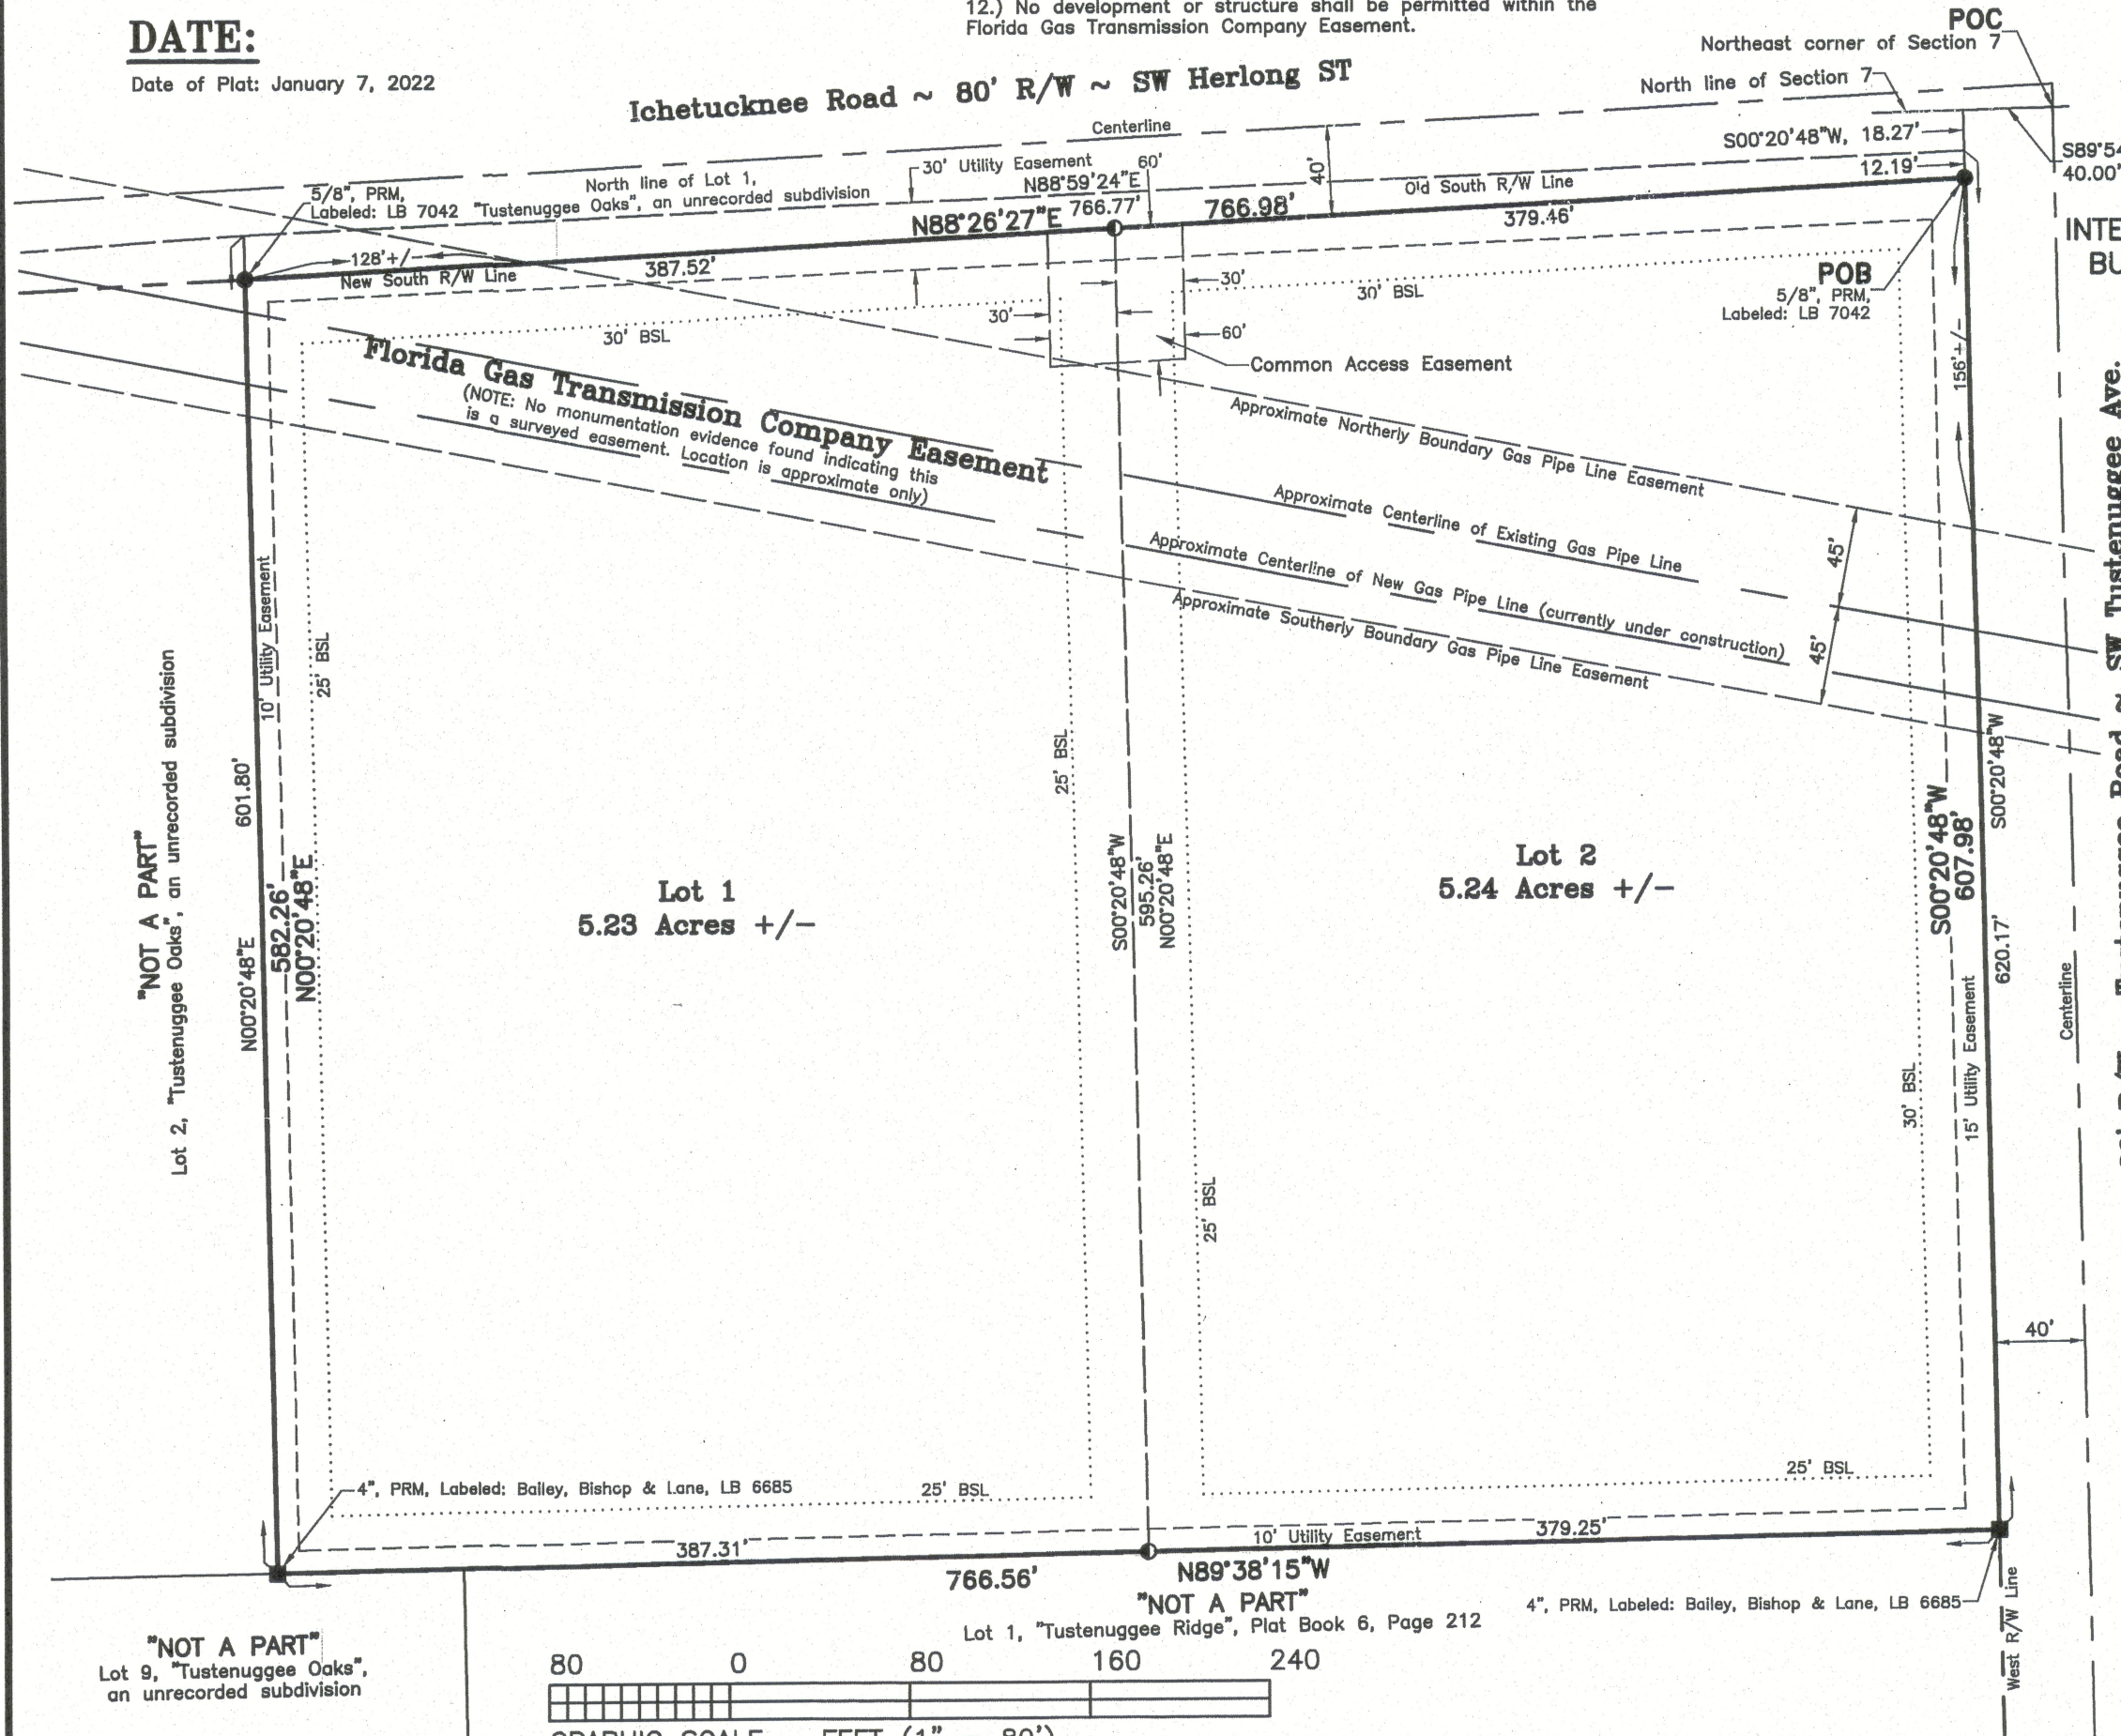 12.) No development or structure shall be permitted within the
Florida Gas Transmission Company Easement.
DATE:
Date of Plat: January 7, 2022
POC
Northeast corner of Section 7
North line of Section 7
Ichetucknee Road ~ 80' R/W ~ SW Herlong ST
Centerline
S00°20'48"W, 18.27'
12.19'
S89°54
40.00'
30' Utility Easement
60'
40'
N88°59'24"E
766.77'
Old South R/W Line
5/8", PRM,
Labeled: LB 7042
North line of Lot 1,
"Tustenuggee Oaks", an unrecorded subdivision
N88°26'27"E
766.98'
379.46'
INTE
BU
128'+/-
New South R/W Line
387.52'
POB
5/8", PRM,
Labeled: LB 7042
30'
30' BSL
30'
60'
30' BSL
Common Access Easement
156'+/-
Florida Gas Transmission Company Easement
(NOTE: No monumentation evidence found indicating this
is a surveyed easement. Location is approximate only)
Approximate Northerly Boundary Gas Pipe Line Easement
Approximate Centerline of Existing Gas Pipe Line
Approximate Centerline of New Gas Pipe Line (currently under construction)
Approximate Southerly Boundary Gas Pipe Line Easement
45'
45'
SW Tustenuggee Ave.
10' Utility Easement
25' BSL
25' BSL
"NOT A PART"
Lot 2, "Tustenuggee Oaks", an unrecorded subdivision
601.80'
N00°20'48"E
582.26'
N00°20'48"E
Lot 1
5.23 Acres +/-
S00°20'48"W
595.26'
N00°20'48"E
Lot 2
5.24 Acres +/-
S00°20'48"W
607.98'
S00°20'48"W
620.17'
15' Utility Easement
30' BSL
Centerline
25' BSL
40'
4", PRM, Labeled: Bailey, Bishop & Lane, LB 6685
25' BSL
25' BSL
387.31'
10' Utility Easement
379.25'
766.56'
N89°38'15"W
"NOT A PART"
Lot 1, "Tustenuggee Ridge", Plat Book 6, Page 212
4", PRM, Labeled: Bailey, Bishop & Lane, LB 6685
West R/W Line
"NOT A PART"
Lot 9, "Tustenuggee Oaks",
an unrecorded subdivision
80 0 80 160 240